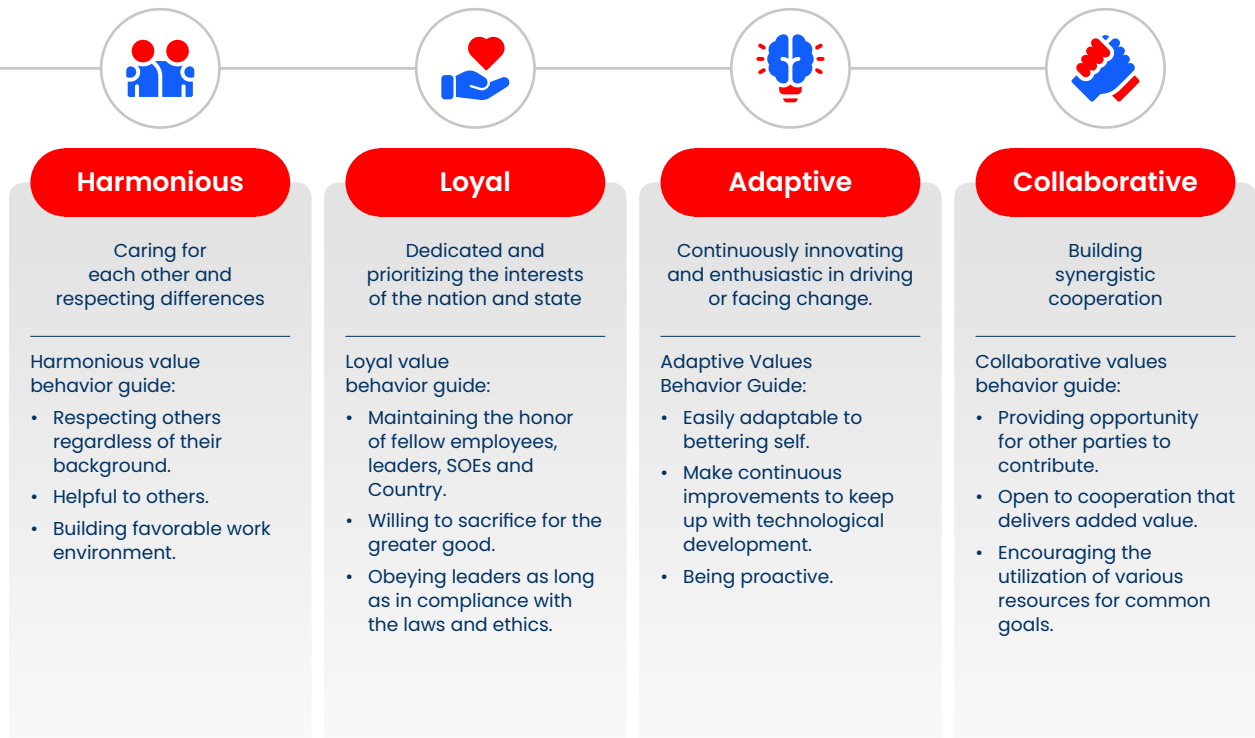 Harmonious
Caring for
each other and
respecting differences
Harmonious value
behavior guide:
• Respecting others
regardless of their
background.
• Helpful to others.
• Building favorable work
environment.
Loyal
Dedicated and
prioritizing the interests
of the nation and state
Loyal value
behavior guide:
• Maintaining the honor
of fellow employees,
leaders, SOEs and
Country.
• Willing to sacrifice for the
greater good.
• Obeying leaders as long
as in compliance with
the laws and ethics.
Adaptive
Continuously innovating
and enthusiastic in driving
or facing change.
Adaptive Values
Behavior Guide:
• Easily adaptable to
bettering self.
• Make continuous
improvements to keep
up with technological
development.
• Being proactive.
Collaborative
Building
synergistic
cooperation
Collaborative values
behavior guide:
• Providing opportunity
for other parties to
contribute.
• Open to cooperation that
delivers added value.
• Encouraging the
utilization of various
resources for common
goals.